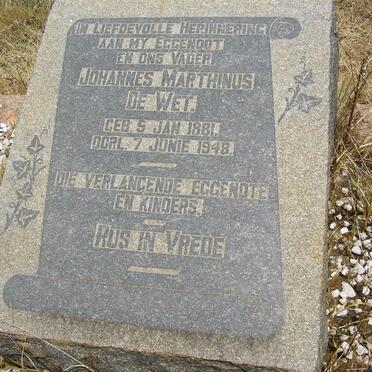 IN LIEFDEVOLLE HERINNERING
AAN MY EGGENOOT
EN ONS VADER
JOHANNES MARTHINUS
DE WET.
GEB. 5 JAN 1881.
OORL. 7 JUNIE 1948.
DIE VERLANGENDE EGGENOTE
EN KINDERS.
RUS IN VREDE